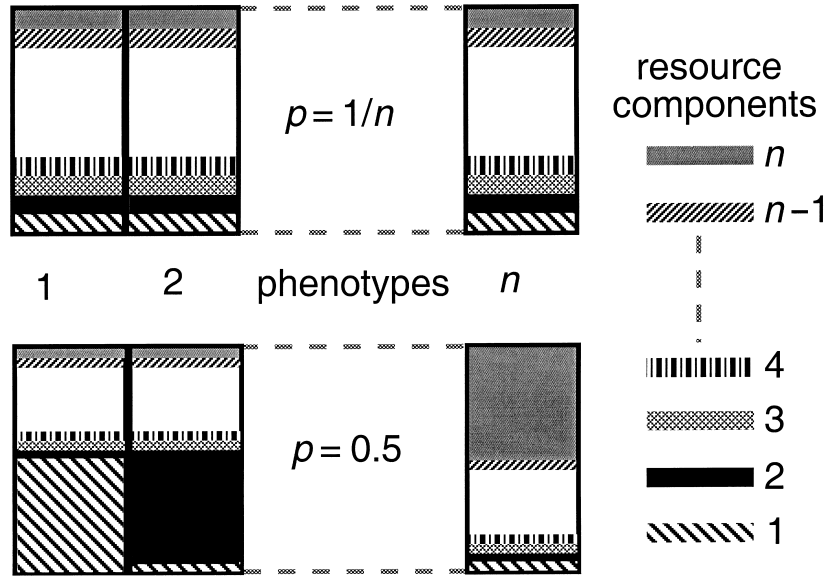 resource
components
p = 1/n
n
n−1
1 2 phenotypes n
4
3
p = 0.5
2
1